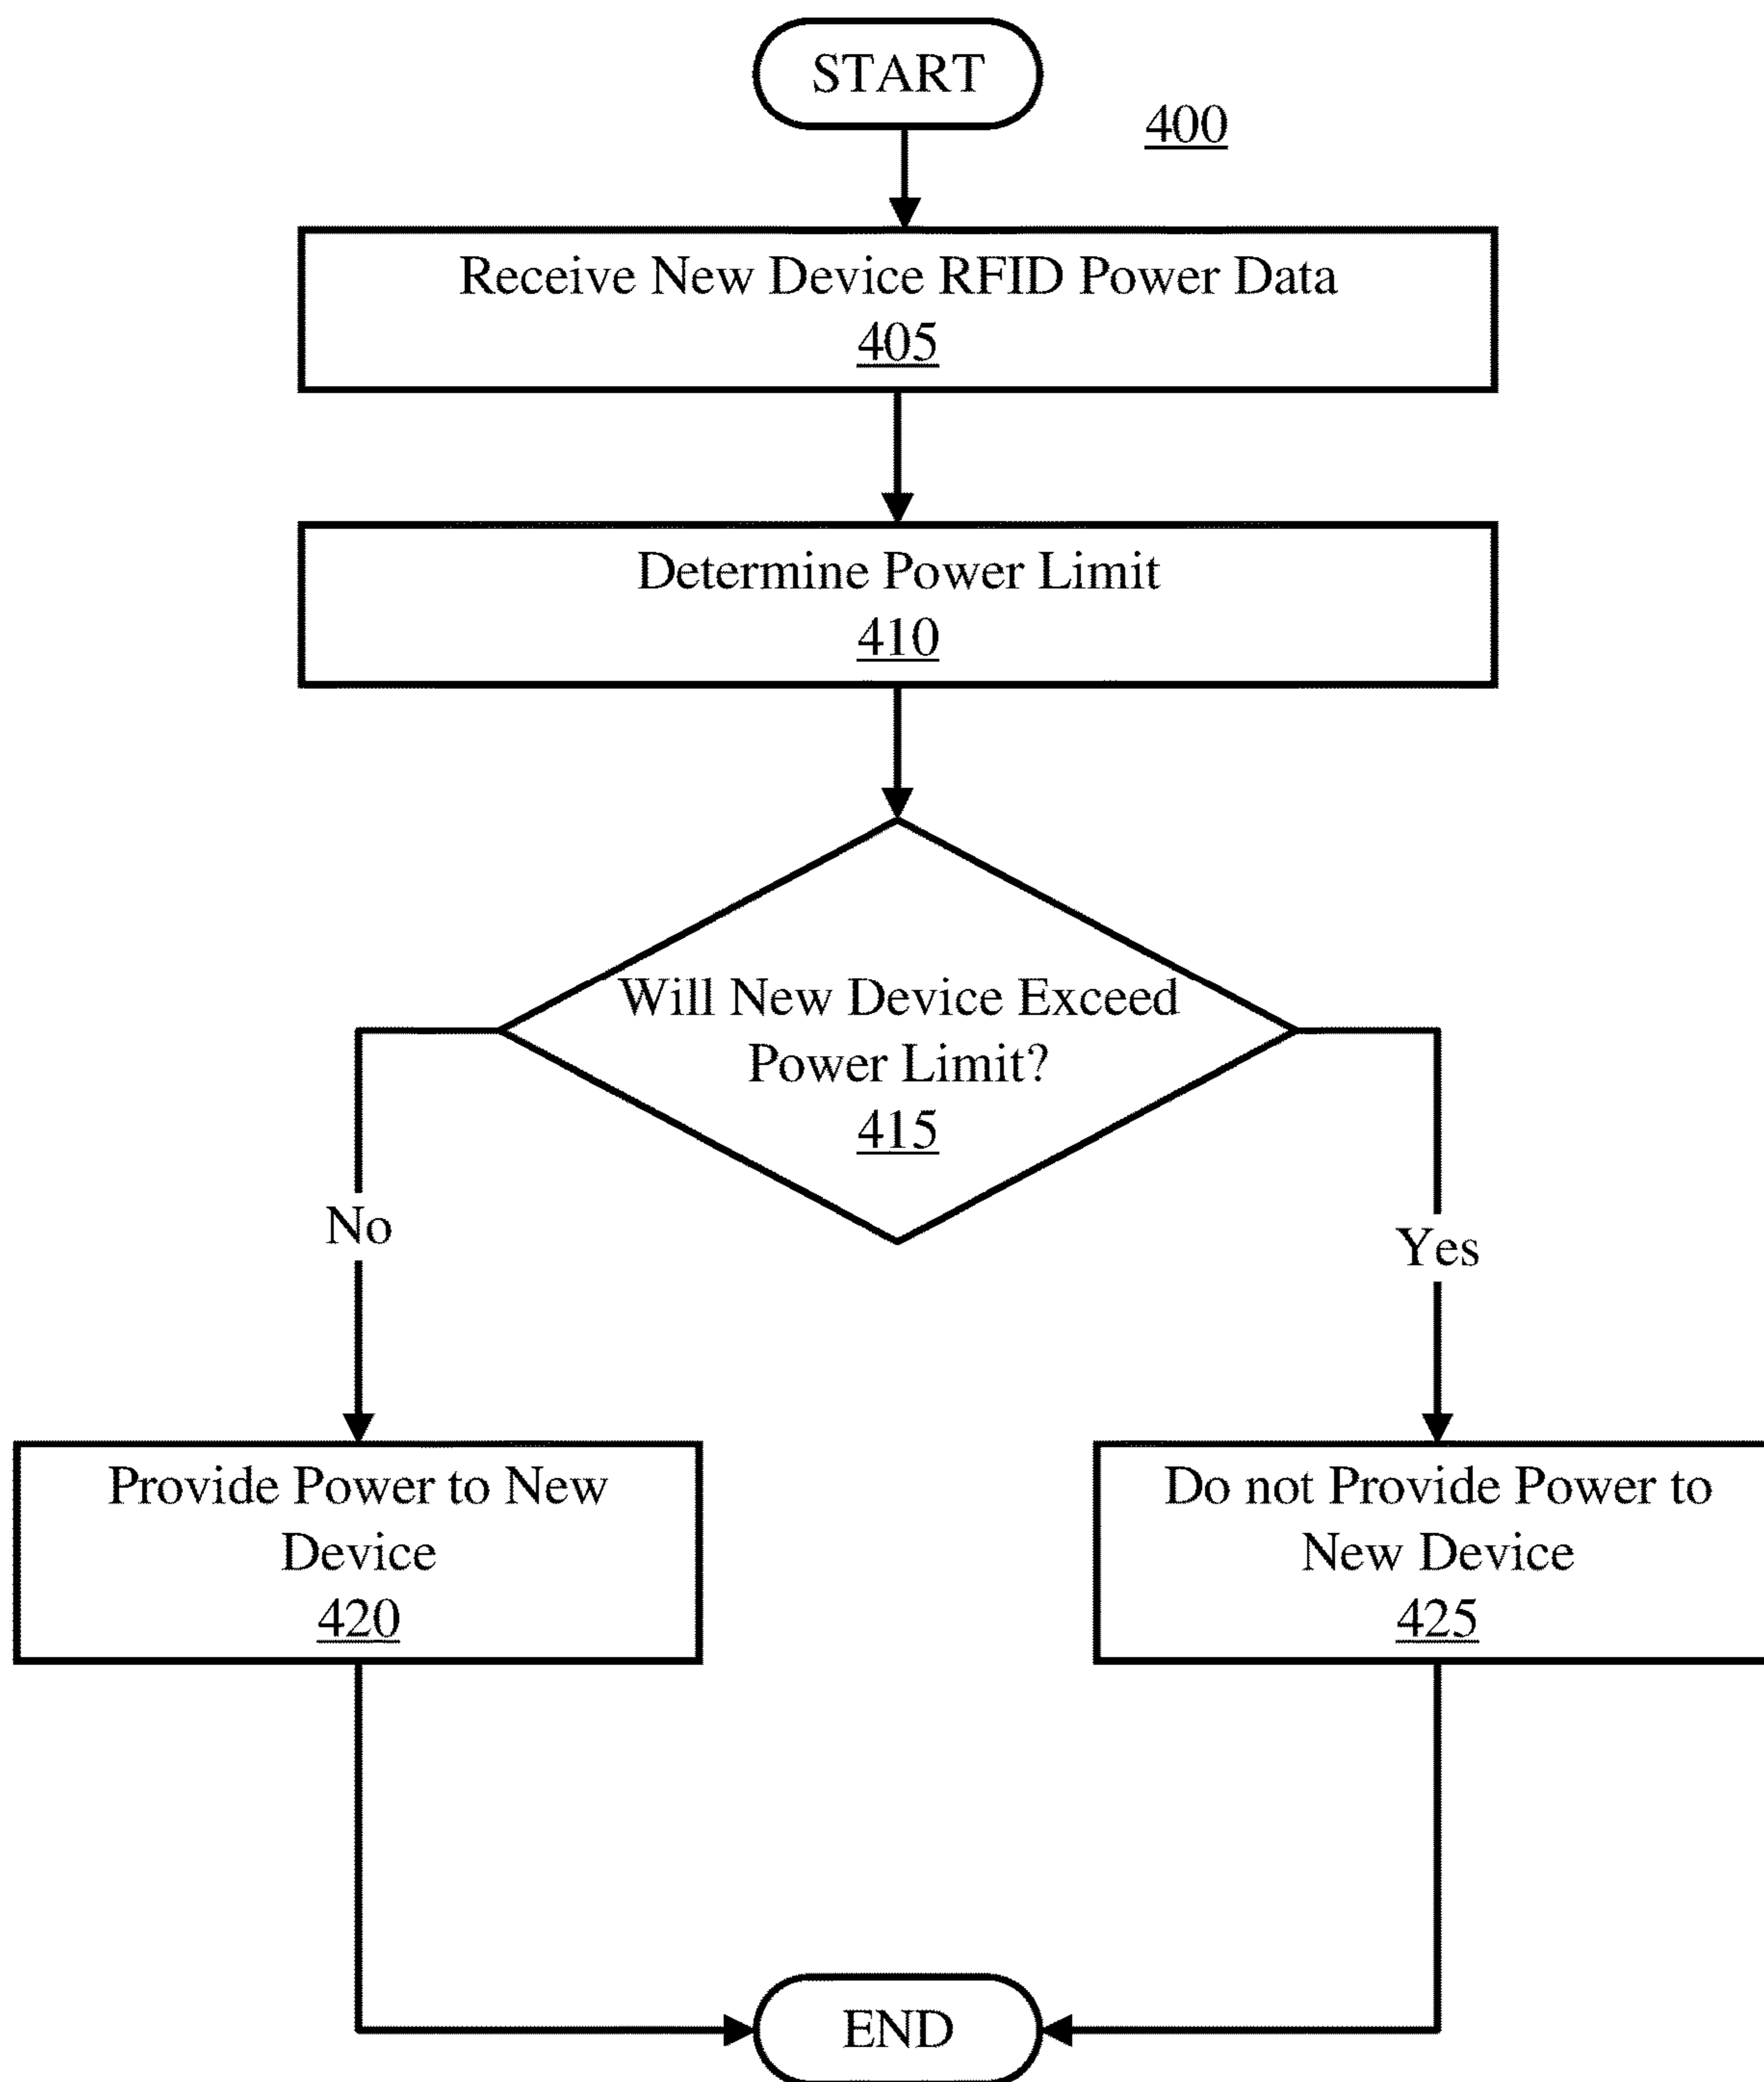 START
400
Receive New Device RFID Power Data
405
Determine Power Limit
410
Will New Device Exceed
Power Limit?
415
No
Yes
Provide Power to New
Device
420
Do not Provide Power to
New Device
425
END